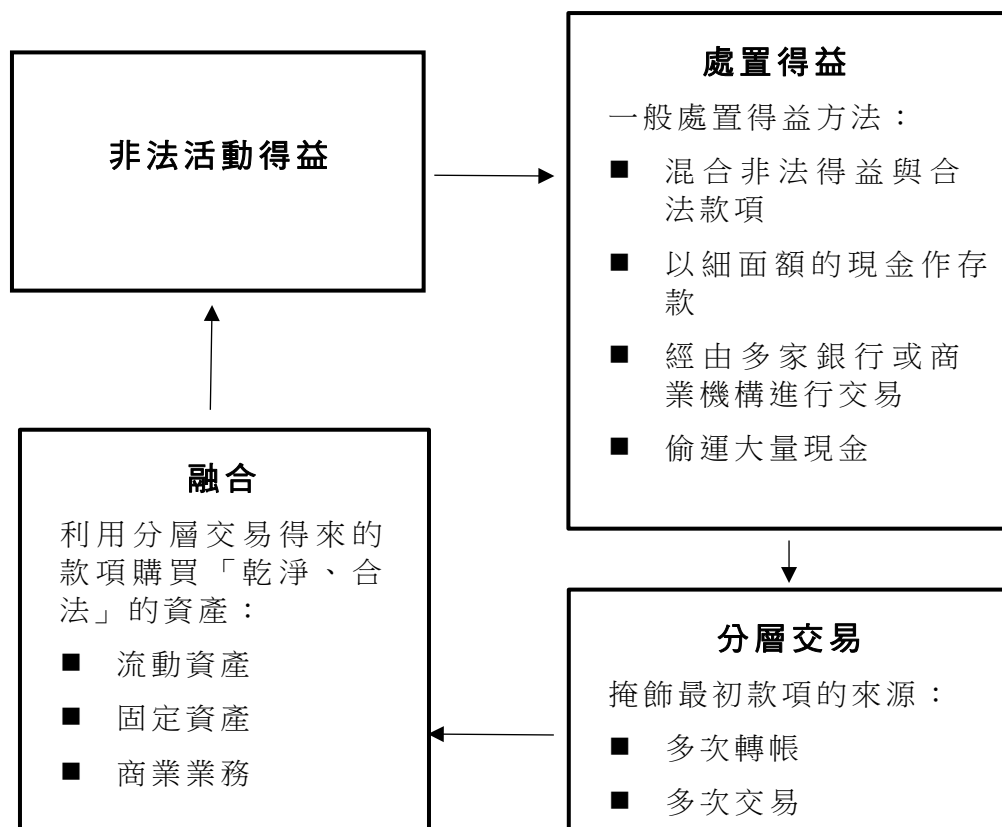 非法活動得益
處置得益
一般處置得益方法：
■ 混合非法得益與合
法款項
■ 以細面額的現金作存
款
■ 經由多家銀行或商
業機構進行交易
■ 偷運大量現金
分層交易
掩飾最初款項的來源：
■ 多次轉帳
■ 多次交易
融合
利用分層交易得來的
款項購買「乾淨、合
法」的資產：
■ 流動資產
■ 固定資產
■ 商業業務